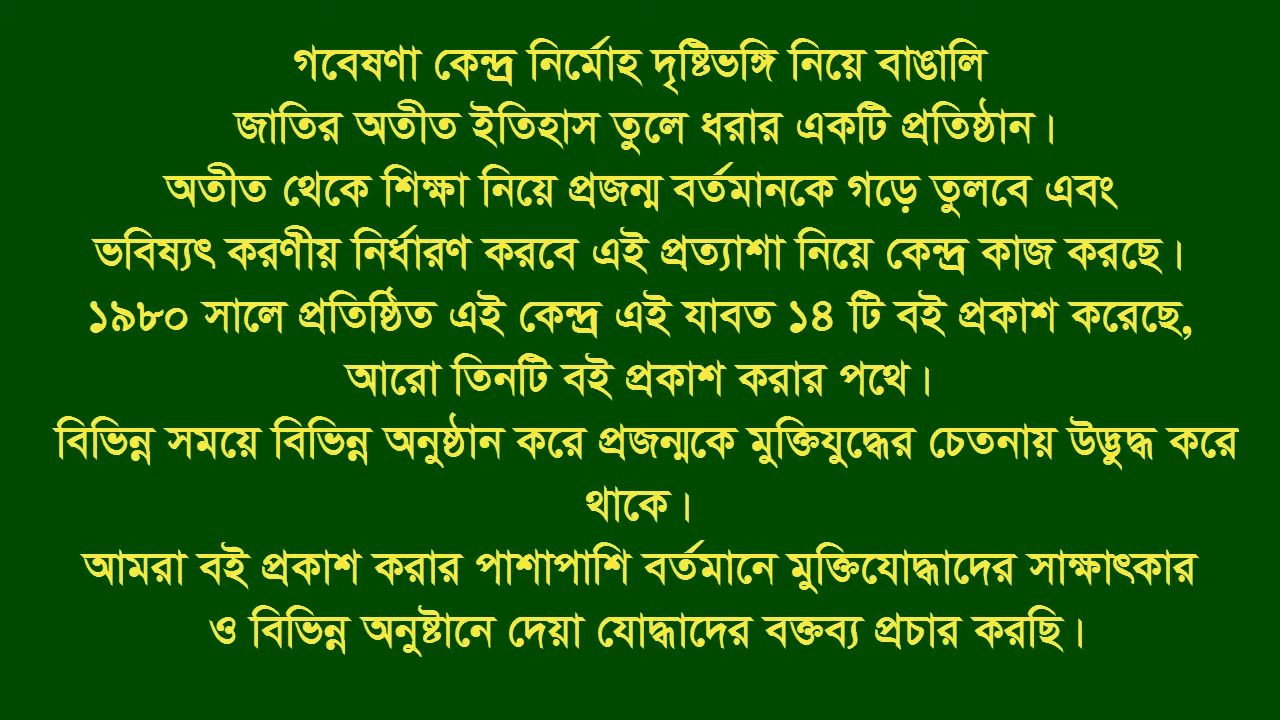 গবেষণা কেন্দ্র নির্মোহ দৃষ্টিভঙ্গি নিয়ে বাঙালি
জাতির অতীত ইতিহাস তুলে ধরার একটি প্রতিষ্ঠান।
অতীত থেকে শিক্ষা নিয়ে প্রজন্ম বর্তমানকে গড়ে তুলবে এবং
ভবিষ্যৎ করণীয় নির্ধারণ করবে এই প্রত্যাশা নিয়ে কেন্দ্র কাজ করছে।
১৯৮০ সালে প্রতিষ্ঠিত এই কেন্দ্র এই যাবত ১৪ টি বই প্রকাশ করেছে,
আরো তিনটি বই প্রকাশ করার পথে।
বিভিন্ন সময়ে বিভিন্ন অনুষ্ঠান করে প্রজন্মকে মুক্তিযুদ্ধের চেতনায় উদ্ভুদ্ধ করে
থাকে।
আমরা বই প্রকাশ করার পাশাপাশি বর্তমানে মুক্তিযোদ্ধাদের সাক্ষাৎকার
ও বিভিন্ন অনুষ্টানে দেয়া যোদ্ধাদের বক্তব্য প্রচার করছি।